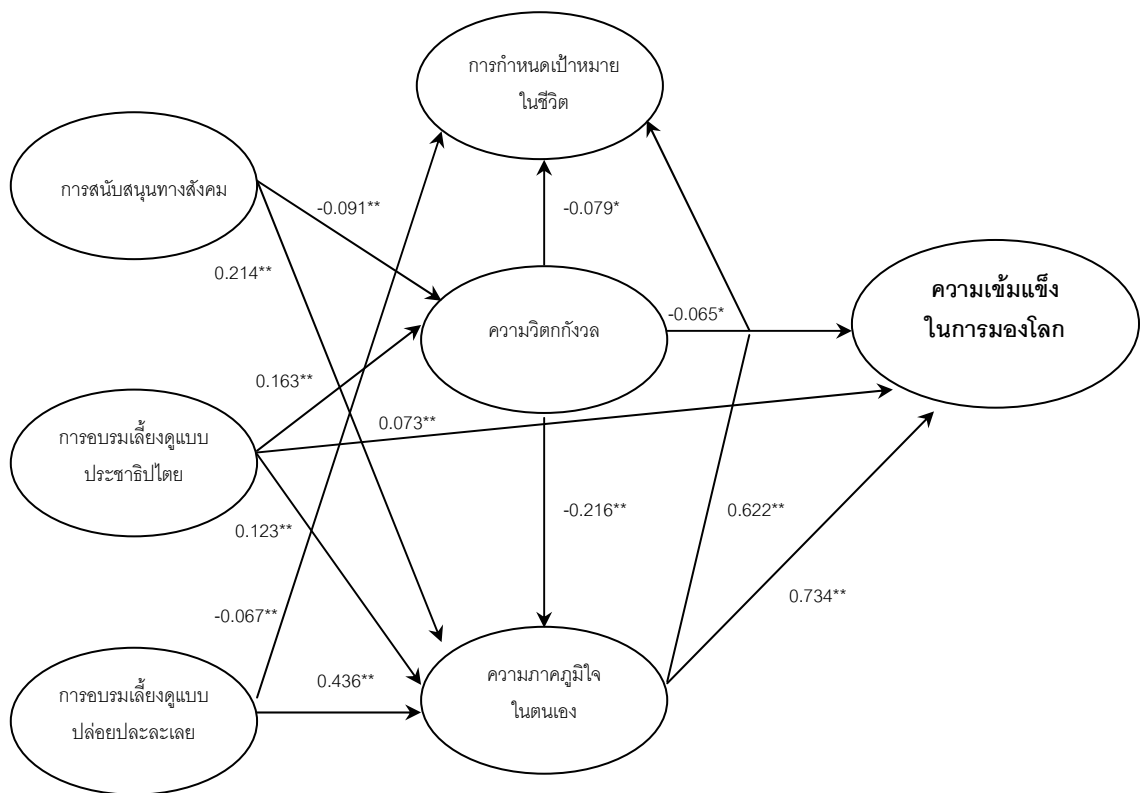 การกำหนดเป้าหมาย
ในชีวิต
การสนับสนุนทางสังคม
-0.091**
-0.079*
0.214**
ความเข้มแข็ง
ในการมองโลก
ความวิตกกังวล
-0.065*
0.163**
0.073**
การอบรมเลี้ยงดูแบบ
ประชาธิปไตย
0.123**
-0.216**
0.622**
-0.067**
0.734**
การอบรมเลี้ยงดูแบบ
ปล่อยปละละเลย
0.436**
ความภาคภูมิใจ
ในตนเอง